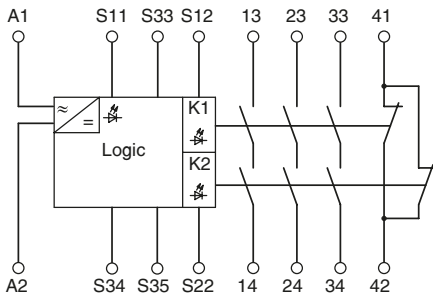 A1 S11 S33 S12 13 23 33 41
≈
=
K1
Logic
K2
A2 S34 S35 S22 14 24 34 42